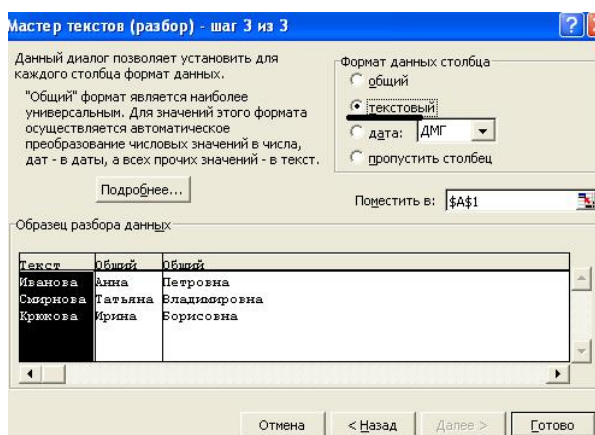 Мастер текстов (разбор) - шаг 3 из 3
Данный диалог позволяет установить для
каждого столбца формат данных.
"Общий" формат является наиболее
универсальным. Для значений этого формата
осуществляется автоматическое
преобразование числовых значений в числа,
дат - в даты, а всех прочих значений - в текст.
Подробнее...
Формат данных столбца
общий
текстовый
дата: ДМГ
пропустить столбец
Поместить в: $A$1
Образец разбора данных
Текст Общий Общий
Иванова Анна Петровна
Смирнова Татьяна Владимировна
Крюкова Ирина Борисовна
Отмена < Назад Далее > Готово